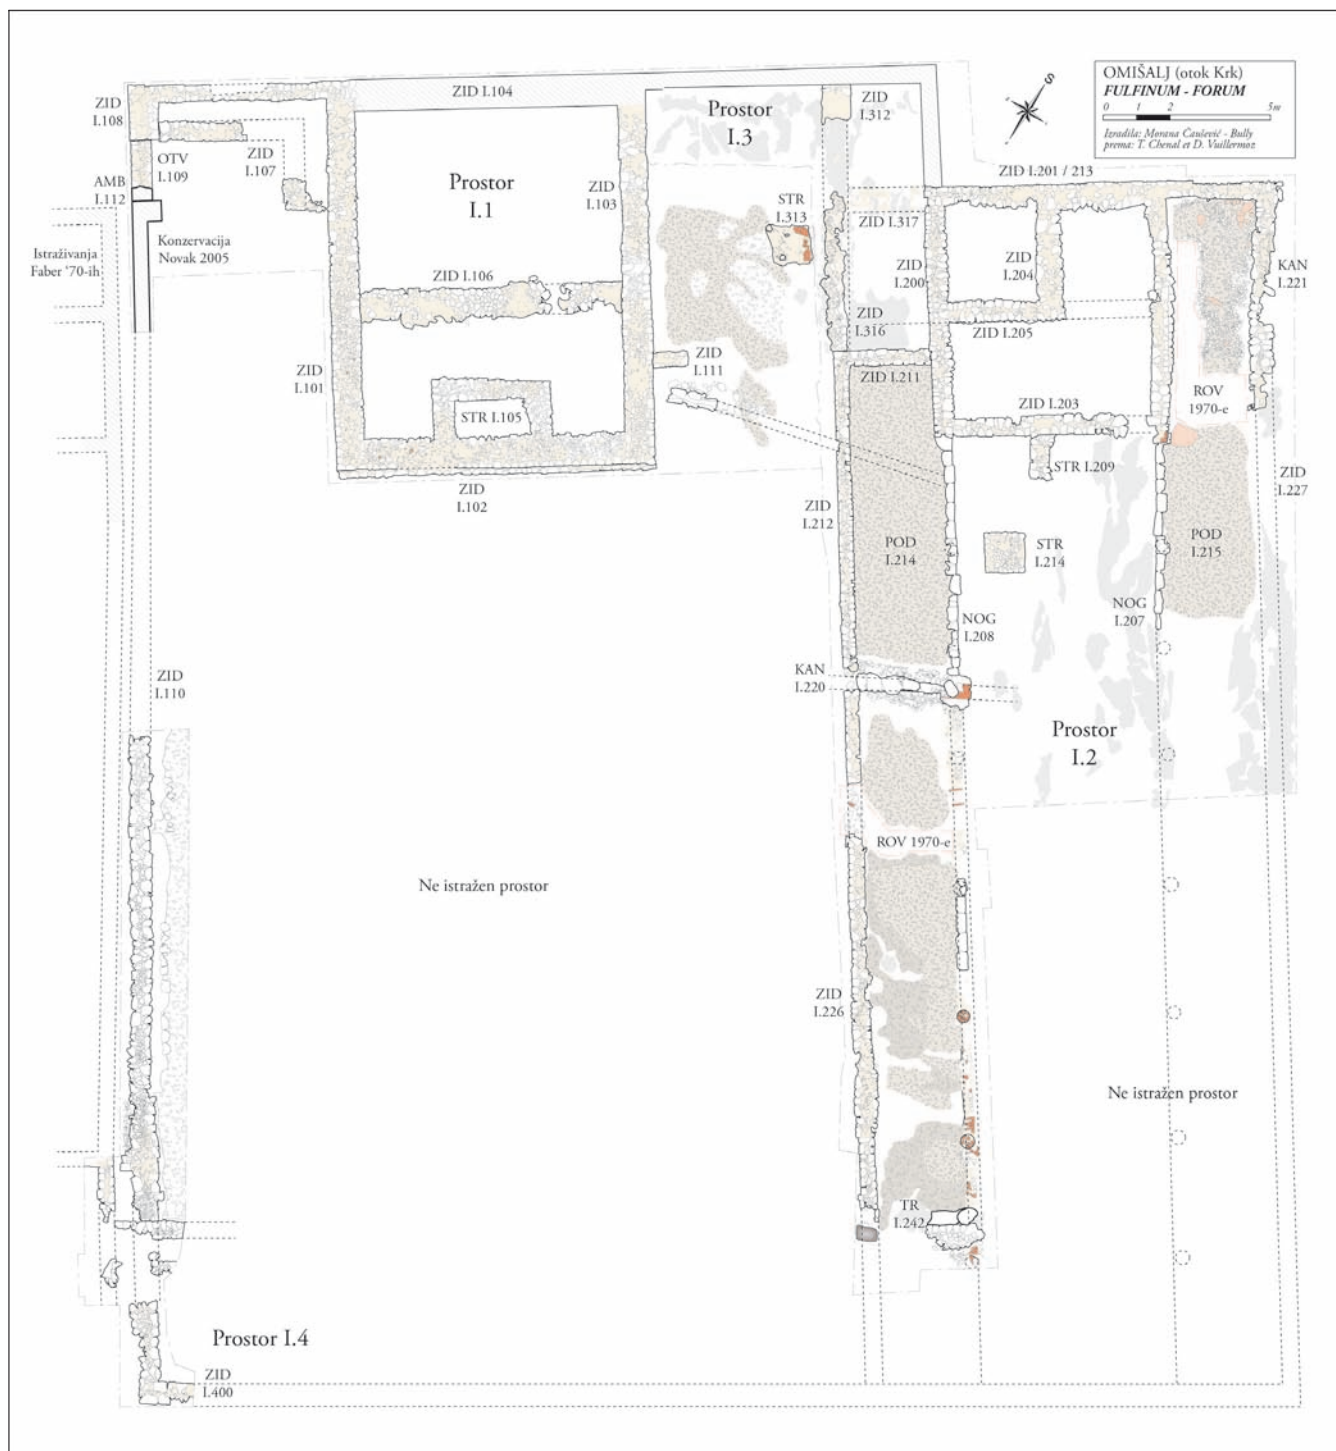 OMIŠALJ (otok Krk)
FULFINUM - FORUM
0 1 2 5m
Izradila: Morana Čaušević - Bully
prema: T. Chenal et D. Vuillermoz
S
ZID
I.108
ZID I.104
Prostor
I.3
ZID
I.312
OTV
I.109
ZID
I.107
AMB
I.112
Prostor
I.1
ZID
I.103
ZID I.201 / 213
STR
I.313
ZID I.317
Istraživanja
Faber '70-ih
Konzervacija
Novak 2005
ZID I.106
ZID
I.200
ZID
I.204
KAN
I.221
ZID
I.316
ZID I.205
ZID
I.101
ZID
I.111
ZID I.211
ROV
1970-e
STR I.105
ZID I.203
STR I.209
ZID
I.102
ZID
I.212
ZID
I.227
POD
I.214
STR
I.214
POD
I.215
NOG
I.208
NOG
I.207
ZID
I.110
KAN
I.220
Prostor
I.2
ROV 1970-e
Ne istražen prostor
ZID
I.226
Ne istražen prostor
TR
I.242
Prostor I.4
ZID
I.400